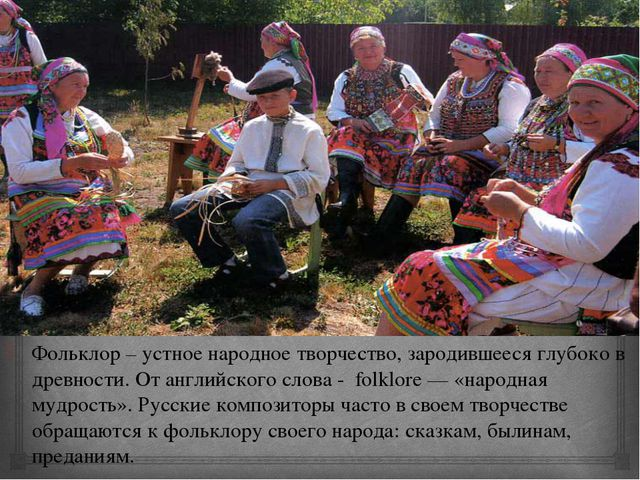 Фольклор – устное народное творчество, зародившееся глубоко в
древности. От английского слова -  folklore — «народная
мудрость». Русские композиторы часто в своем творчестве
обращаются к фольклору своего народа: сказкам, былинам,
преданиям.